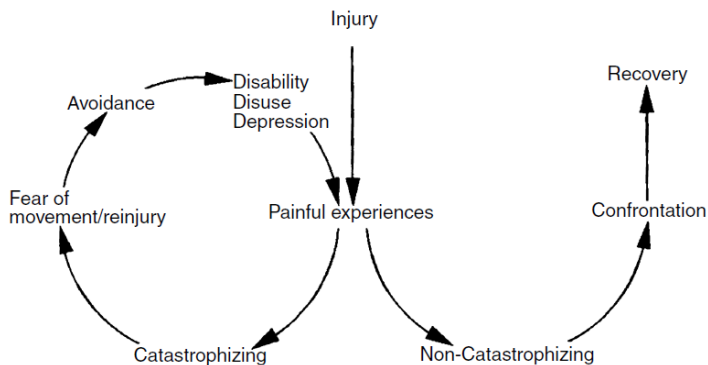 Injury
Recovery
Avoidance
Disability
Disuse
Depression
Fear of
movement/reinjury
Painful experiences
Confrontation
Catastrophizing
Non-Catastrophizing